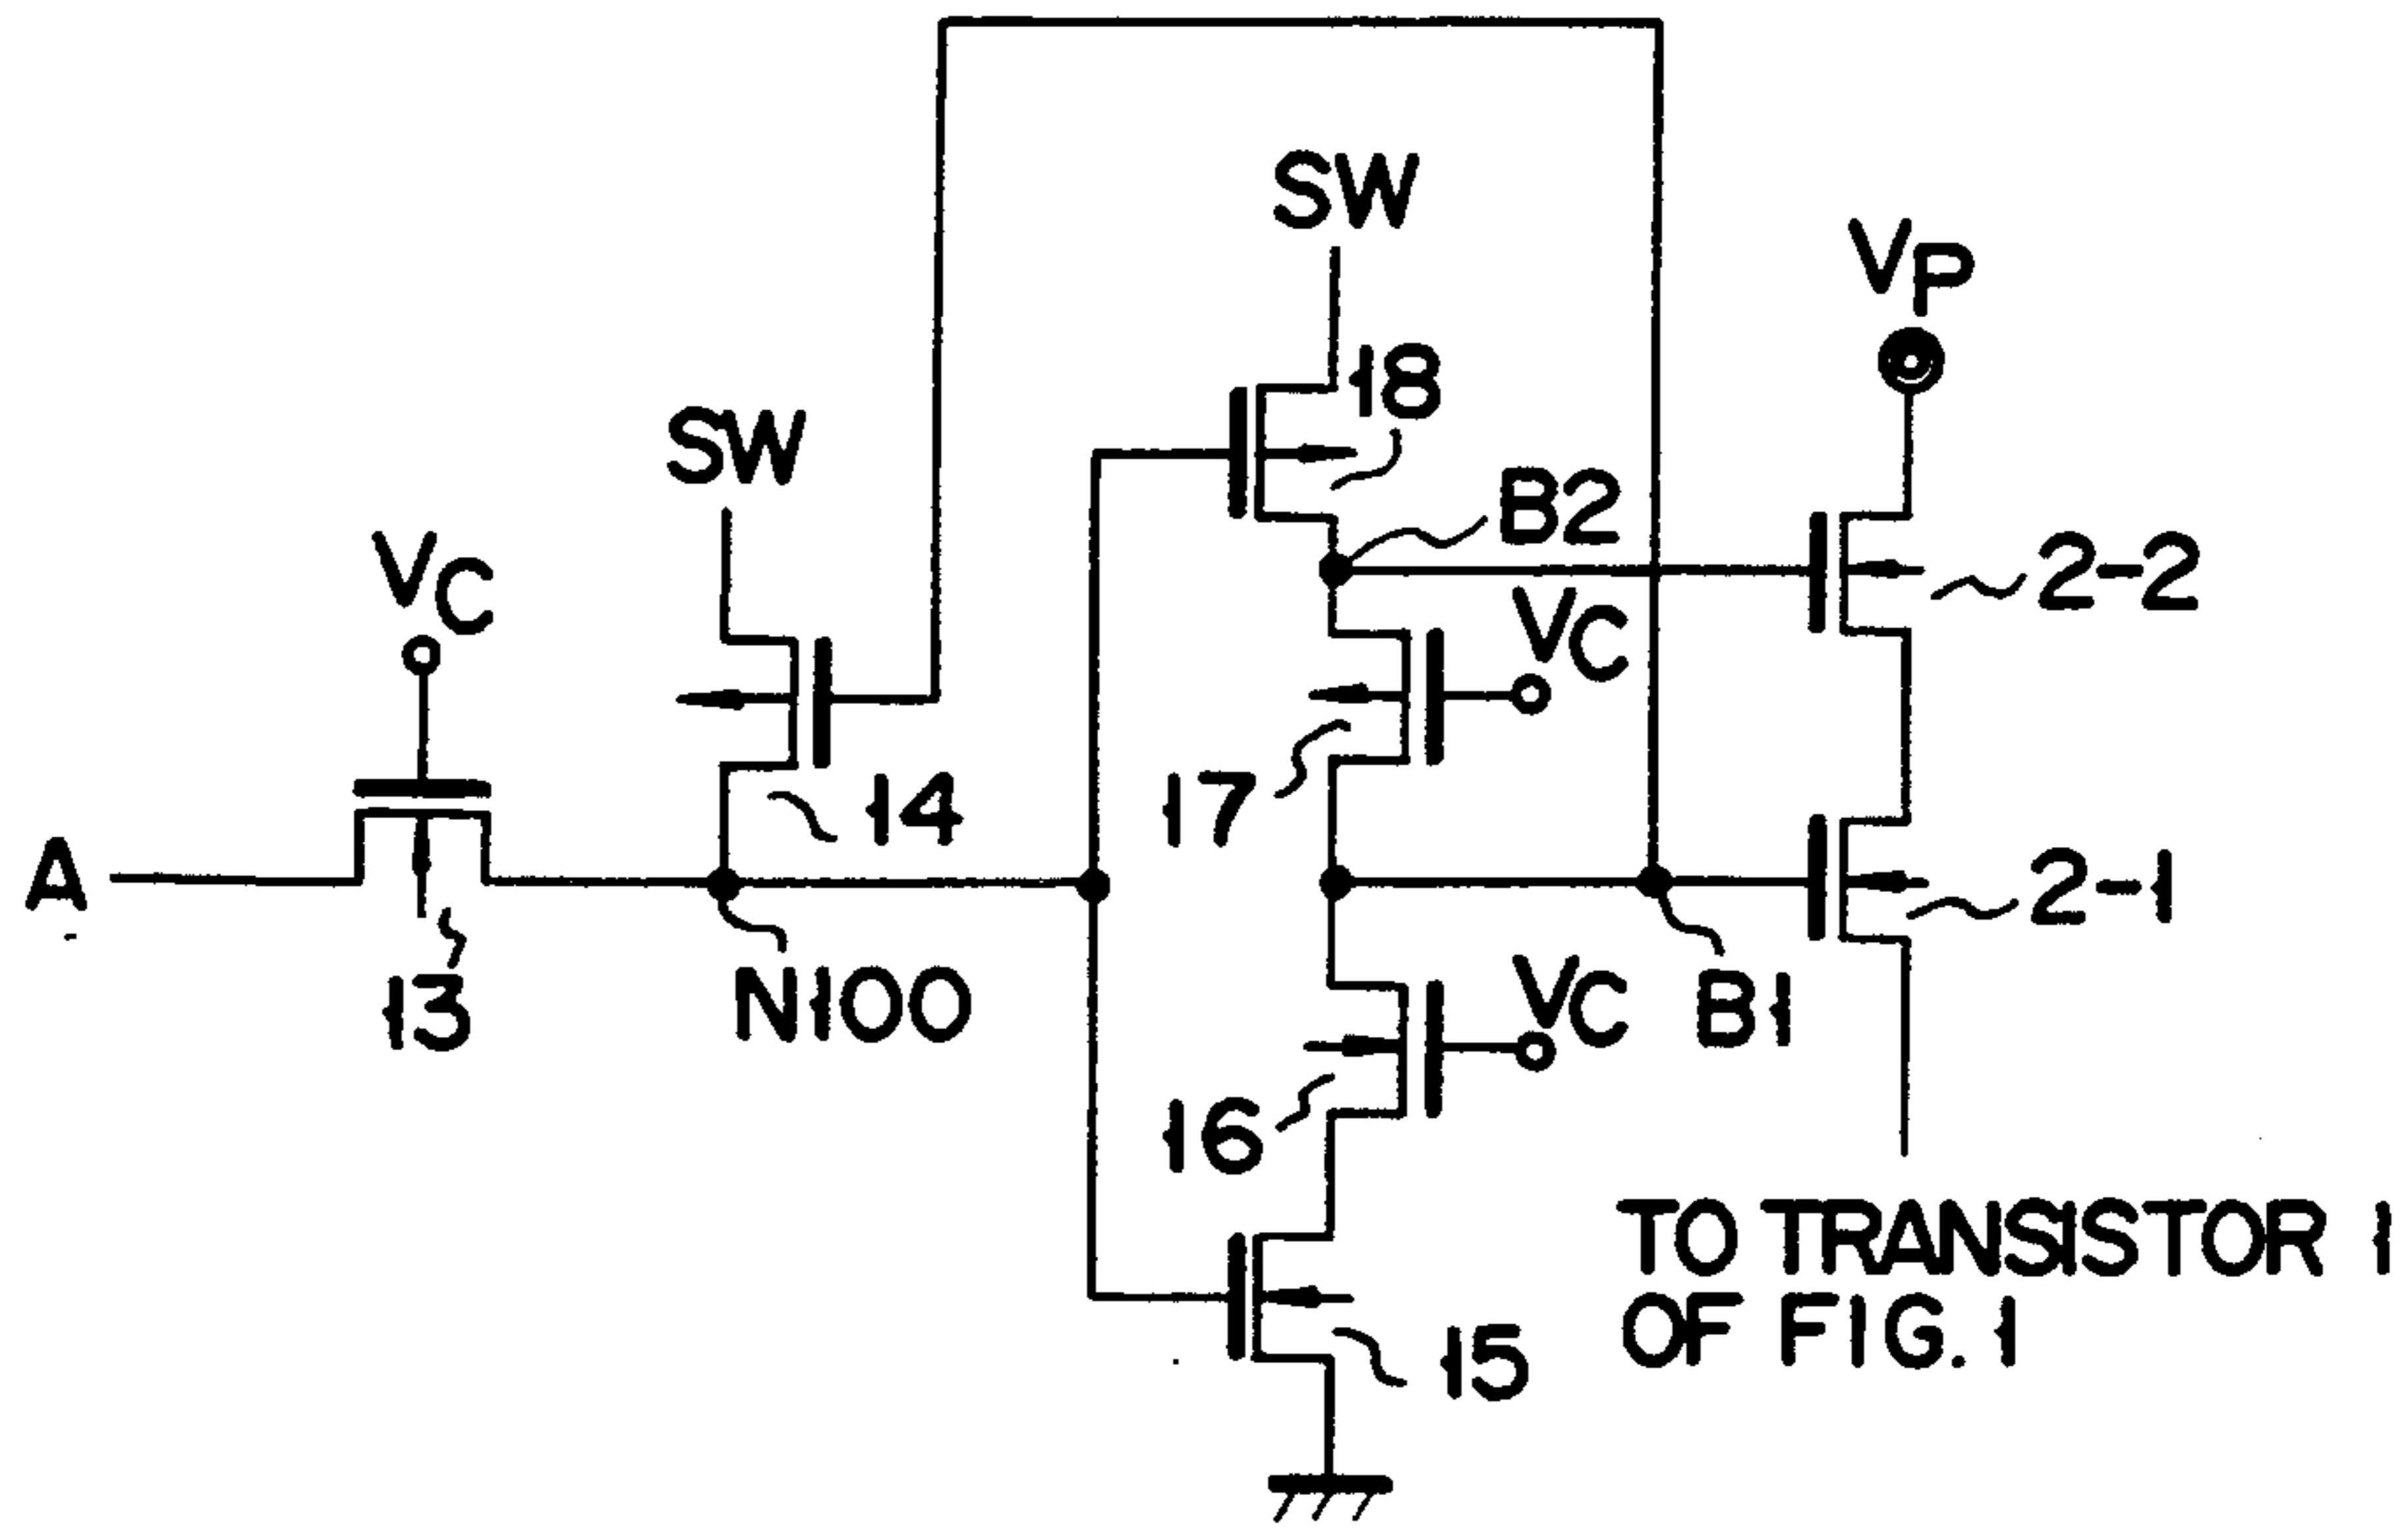 SW
VP
18
SW
B2
VC
2-2
VC
17
14
A
2-1
N100
VC
B1
13
16
TO TRANSISTOR 1
OF FIG. 1
15